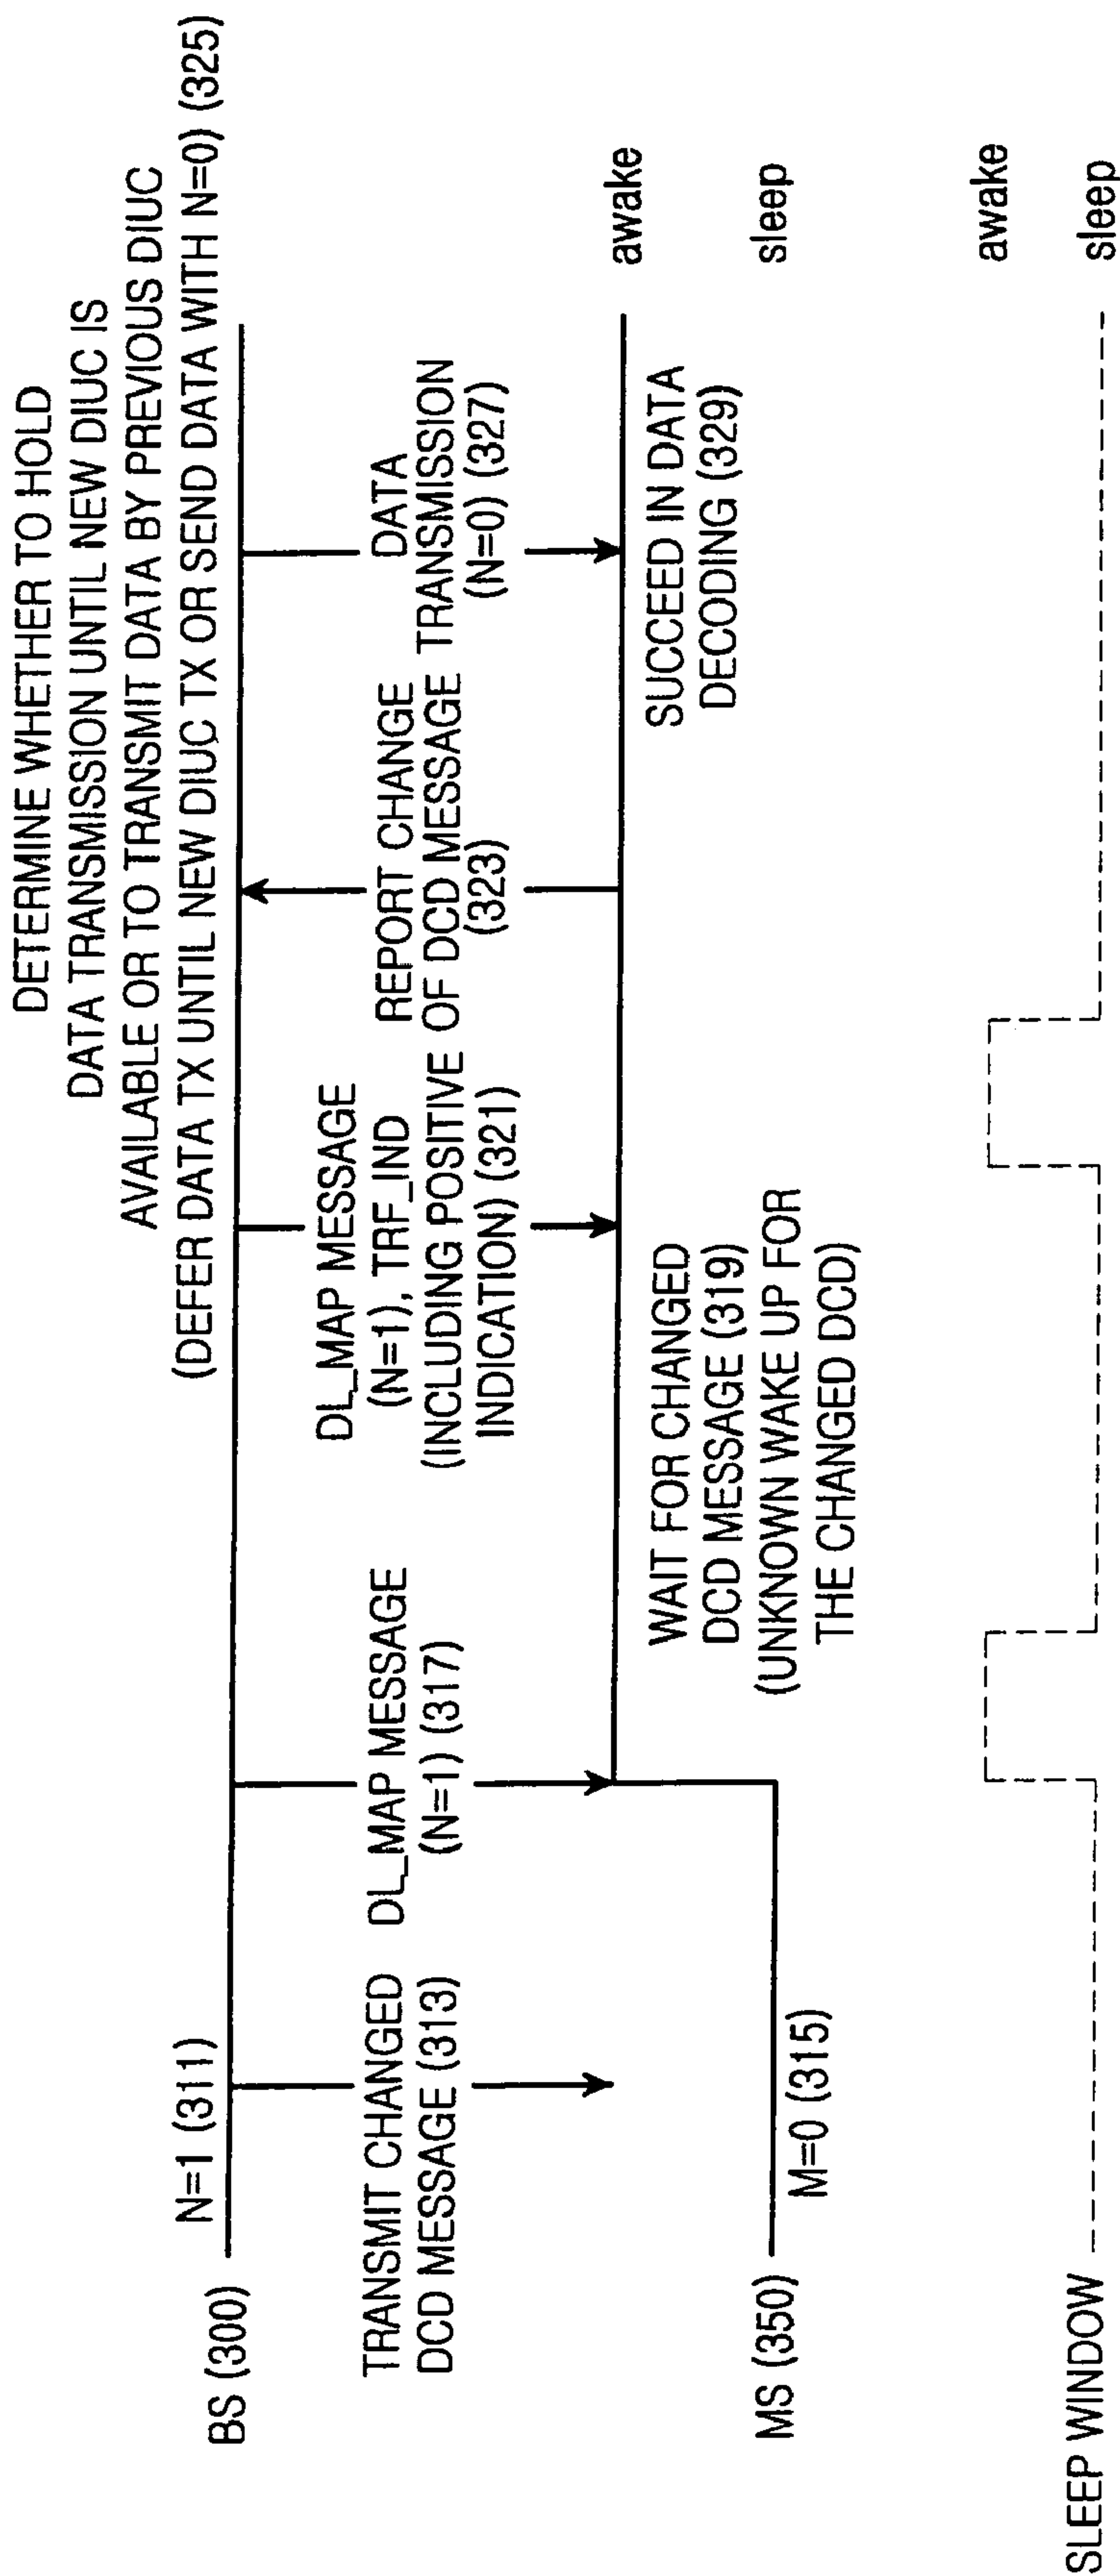 DETERMINE WHETHER TO HOLD
DATA TRANSMISSION UNTIL NEW DIUC IS
AVAILABLE OR TO TRANSMIT DATA BY PREVIOUS DIUC
(DEFER DATA TX UNTIL NEW DIUC TX OR SEND DATA WITH N=0) (325)
N=1 (311)
BS (300)
TRANSMIT CHANGED
DCD MESSAGE (313)
DL_MAP MESSAGE
(N=1) (317)
DL_MAP MESSAGE
(N=1), TRF_IND
(INCLUDING POSITIVE
INDICATION) (321)
REPORT CHANGE
OF DCD MESSAGE
(323)
DATA
TRANSMISSION
(N=0) (327)
awake
sleep
MS (350)
M=0 (315)
WAIT FOR CHANGED
DCD MESSAGE (319)
(UNKNOWN WAKE UP FOR
THE CHANGED DCD)
SUCCEED IN DATA
DECODING (329)
awake
sleep
SLEEP WINDOW